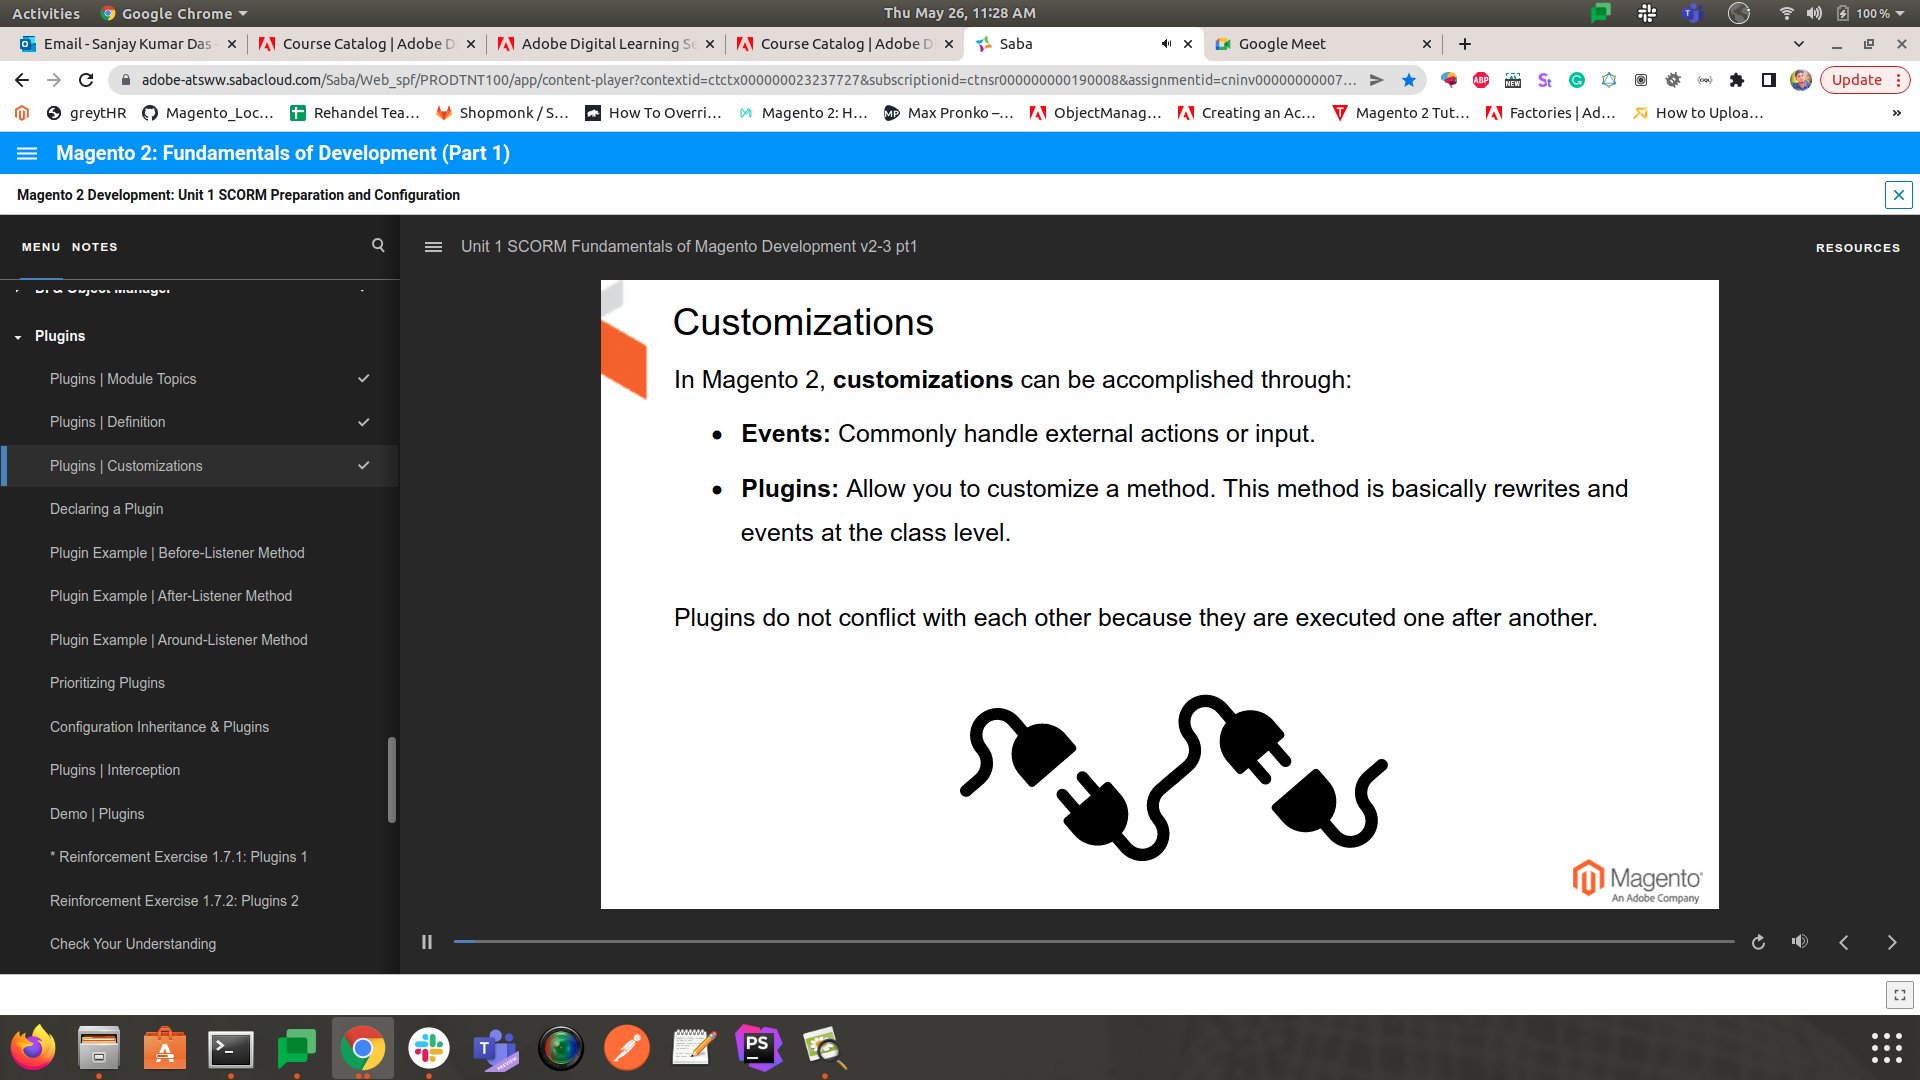 Activities Google Chrome Thu May 26, 11:28 AM 100 %
Email - Sanjay Kumar Das - Course Catalog | Adobe D Adobe Digital Learning Se Course Catalog | Adobe D Saba Google Meet
adobe-atsww.sabacloud.com/Saba/Web_spf/PRODTNT100/app/content-player?contextid=ctctx000000023237727&subscriptionid=ctnsr000000000190008&assignmentid=cninv00000000007... Update
greytHR Magento_Loc... Rehandel Tea... Shopmonk / S... How To Overri... Magento 2: H... Max Pronko –... ObjectManag... Creating an Ac... Magento 2 Tut... Factories | Ad... How to Uploa... »
Magento 2: Fundamentals of Development (Part 1)
Magento 2 Development: Unit 1 SCORM Preparation and Configuration
MENU NOTES
Unit 1 SCORM Fundamentals of Magento Development v2-3 pt1
RESOURCES
DI & Object Manager
Plugins
Plugins | Module Topics
Plugins | Definition
Plugins | Customizations
Declaring a Plugin
Plugin Example | Before-Listener Method
Plugin Example | After-Listener Method
Plugin Example | Around-Listener Method
Prioritizing Plugins
Configuration Inheritance & Plugins
Plugins | Interception
Demo | Plugins
* Reinforcement Exercise 1.7.1: Plugins 1
Reinforcement Exercise 1.7.2: Plugins 2
Check Your Understanding
Customizations
In Magento 2, customizations can be accomplished through:
• Events: Commonly handle external actions or input.
• Plugins: Allow you to customize a method. This method is basically rewrites and
events at the class level.
Plugins do not conflict with each other because they are executed one after another.
Magento
An Adobe Company